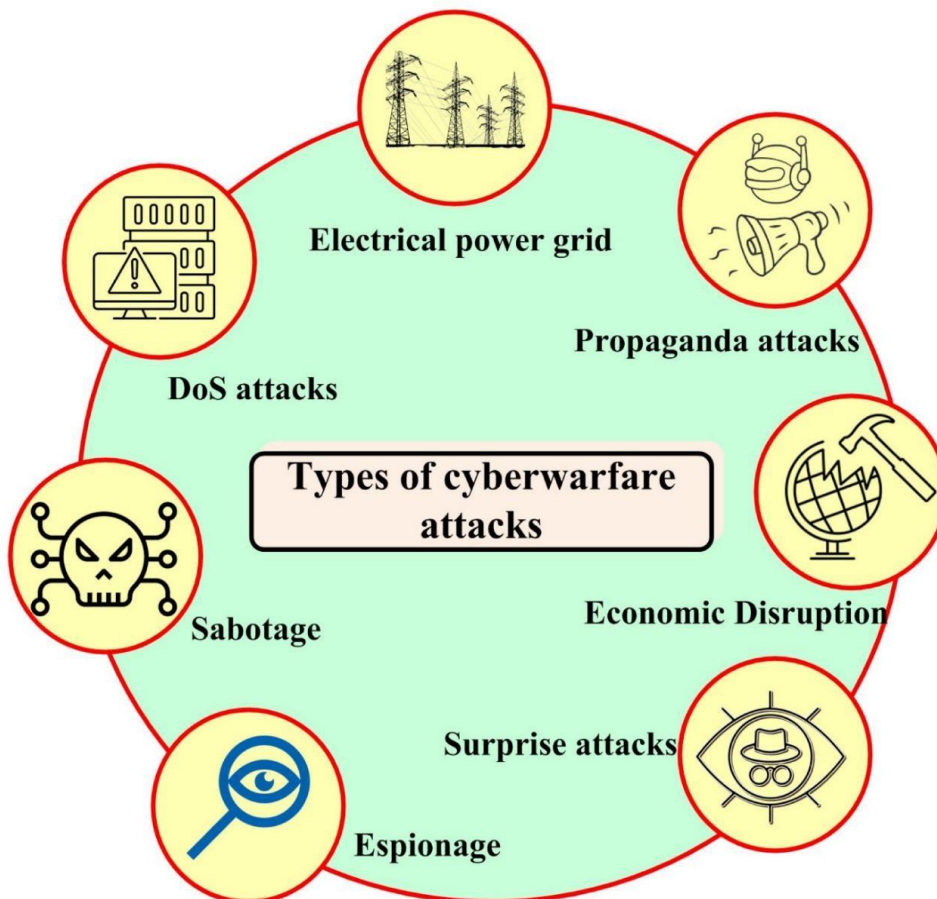 Electrical power grid
Propaganda attacks
DoS attacks
Types of cyberwarfare
attacks
Economic Disruption
Sabotage
Surprise attacks
Espionage